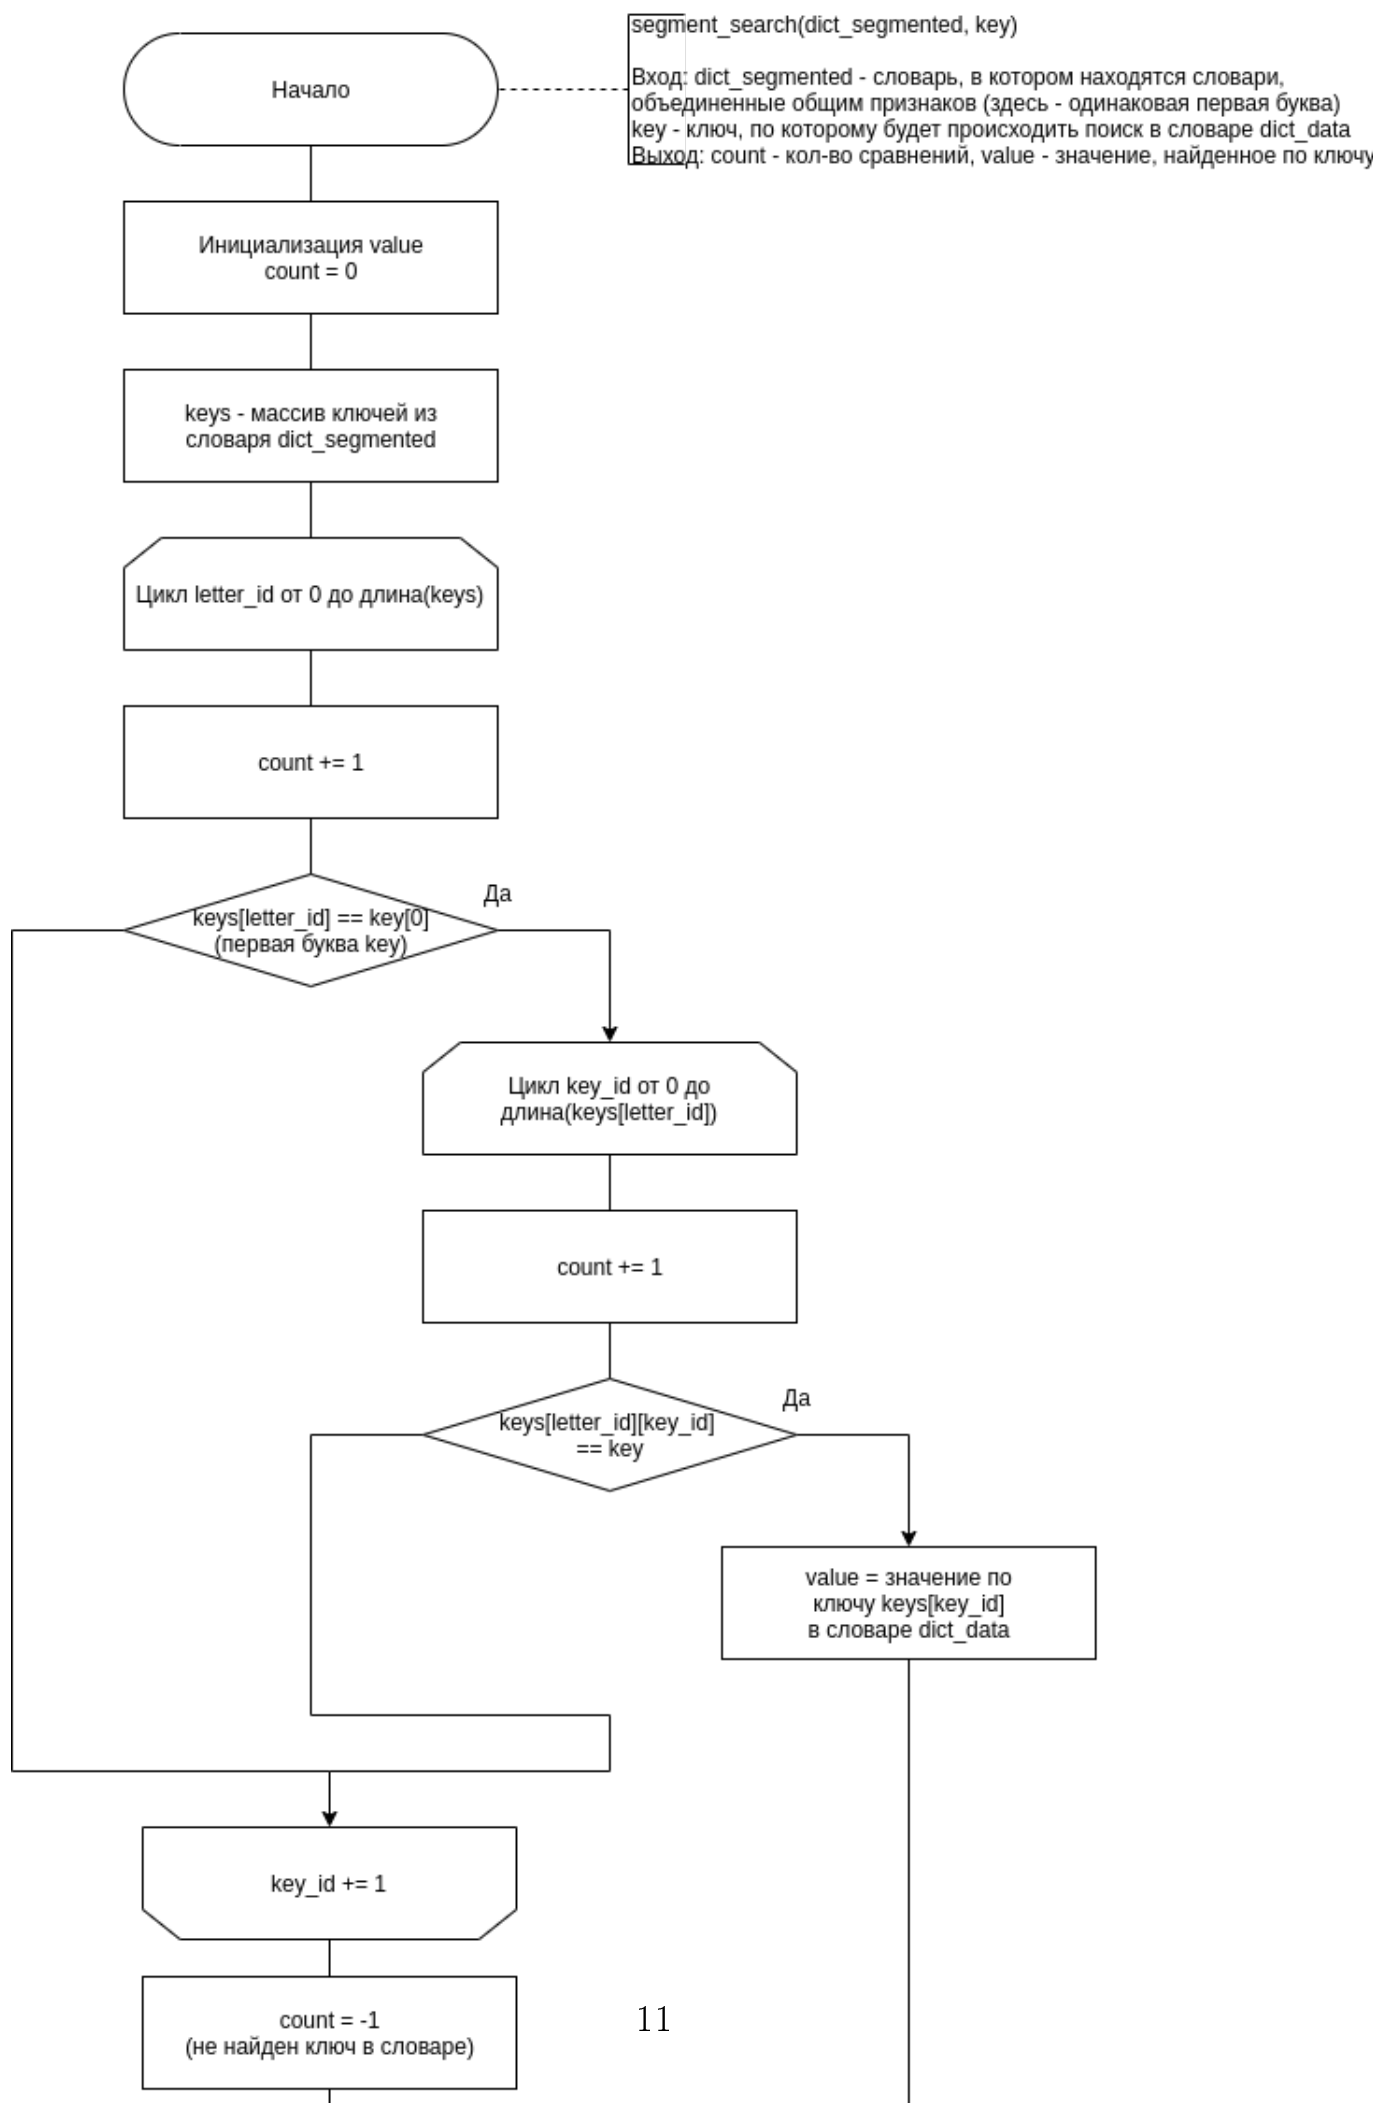 segment_search(dict_segmented, key)
Начало
Вход: dict_segmented - словарь, в котором находятся словари,
объединенные общим признаков (здесь - одинаковая первая буква)
key - ключ, по которому будет происходить поиск в словаре dict_data
Выход: count - кол-во сравнений, value - значение, найденное по ключу
Инициализация value
count = 0
keys - массив ключей из
словаря dict_segmented
Цикл letter_id от 0 до длина(keys)
count += 1
Да
keys[letter_id] == key[0]
(первая буква key)
Цикл key_id от 0 до
длина(keys[letter_id])
count += 1
Да
keys[letter_id][key_id]
== key
value = значение по
ключу keys[key_id]
в словаре dict_data
key_id += 1
count = -1
(не найден ключ в словаре)
11